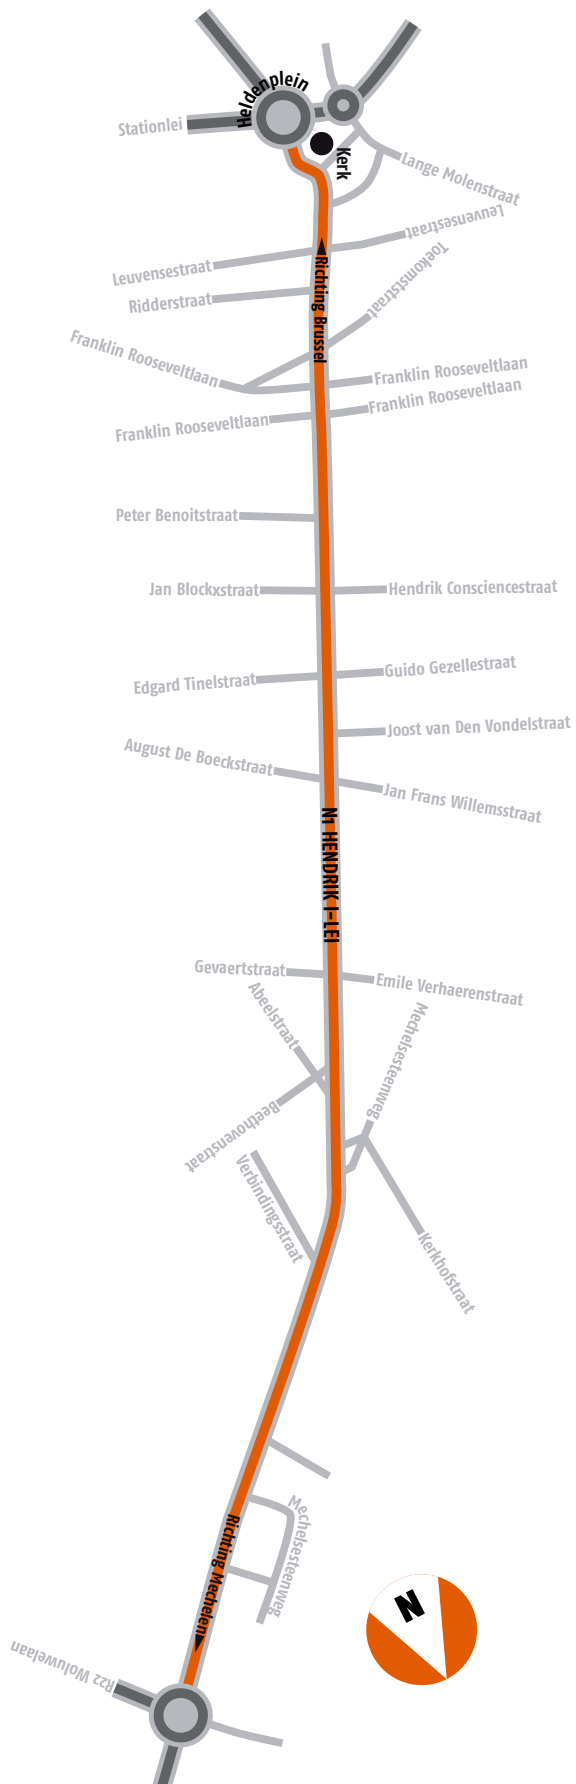 Heldenplein
Stationlei
Kerk
Lange Molenstraat
Leuvensestraat
Leuvensestraat
Toekomststraat
Ridderstraat
Richting Brussel
Franklin Rooseveltlaan
Franklin Rooseveltlaan
Franklin Rooseveltlaan
Franklin Rooseveltlaan
Peter Benoitstraat
Jan Blockxstraat
Hendrik Consciencestraat
Edgard Tinelstraat
Guido Gezellestraat
Joost van Den Vondelstraat
August De Boeckstraat
Jan Frans Willemsstraat
N1 HENDRIK I-LEI
Gevaertstraat
Emile Verhaerenstraat
Abeelstraat
Mechelsesteenweg
Beethovenstraat
Verbindingsstraat
Kerkhofstraat
Mechelsesteenweg
Richting Mechelen
N
R22 Woluwelaan